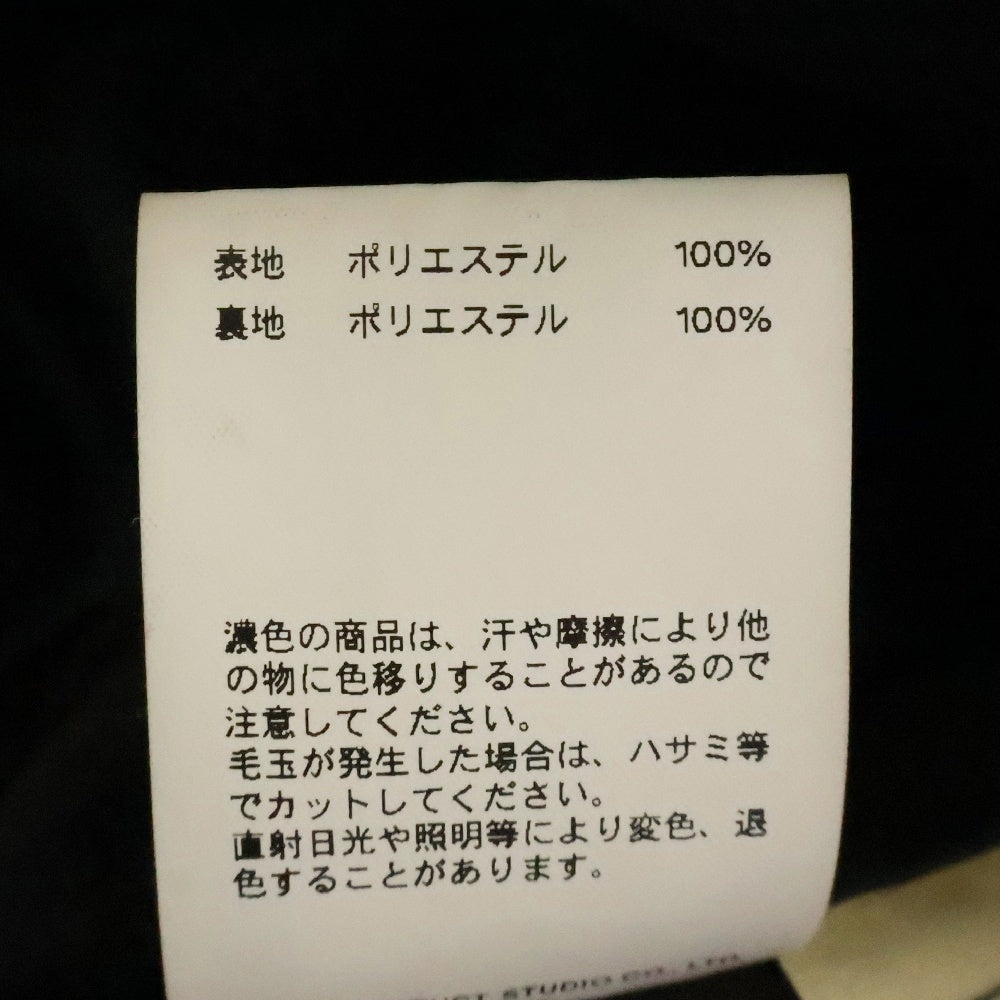 表地 ポリエステル 100%
裏地 ポリエステル 100%
濃色の商品は、汗や摩擦により他
の物に色移りすることがあるので
注意してください。
毛玉が発生した場合は、ハサミ等
でカットしてください。
直射日光や照明等により変色、退
色することがあります。
STUDIO CO., LTD.